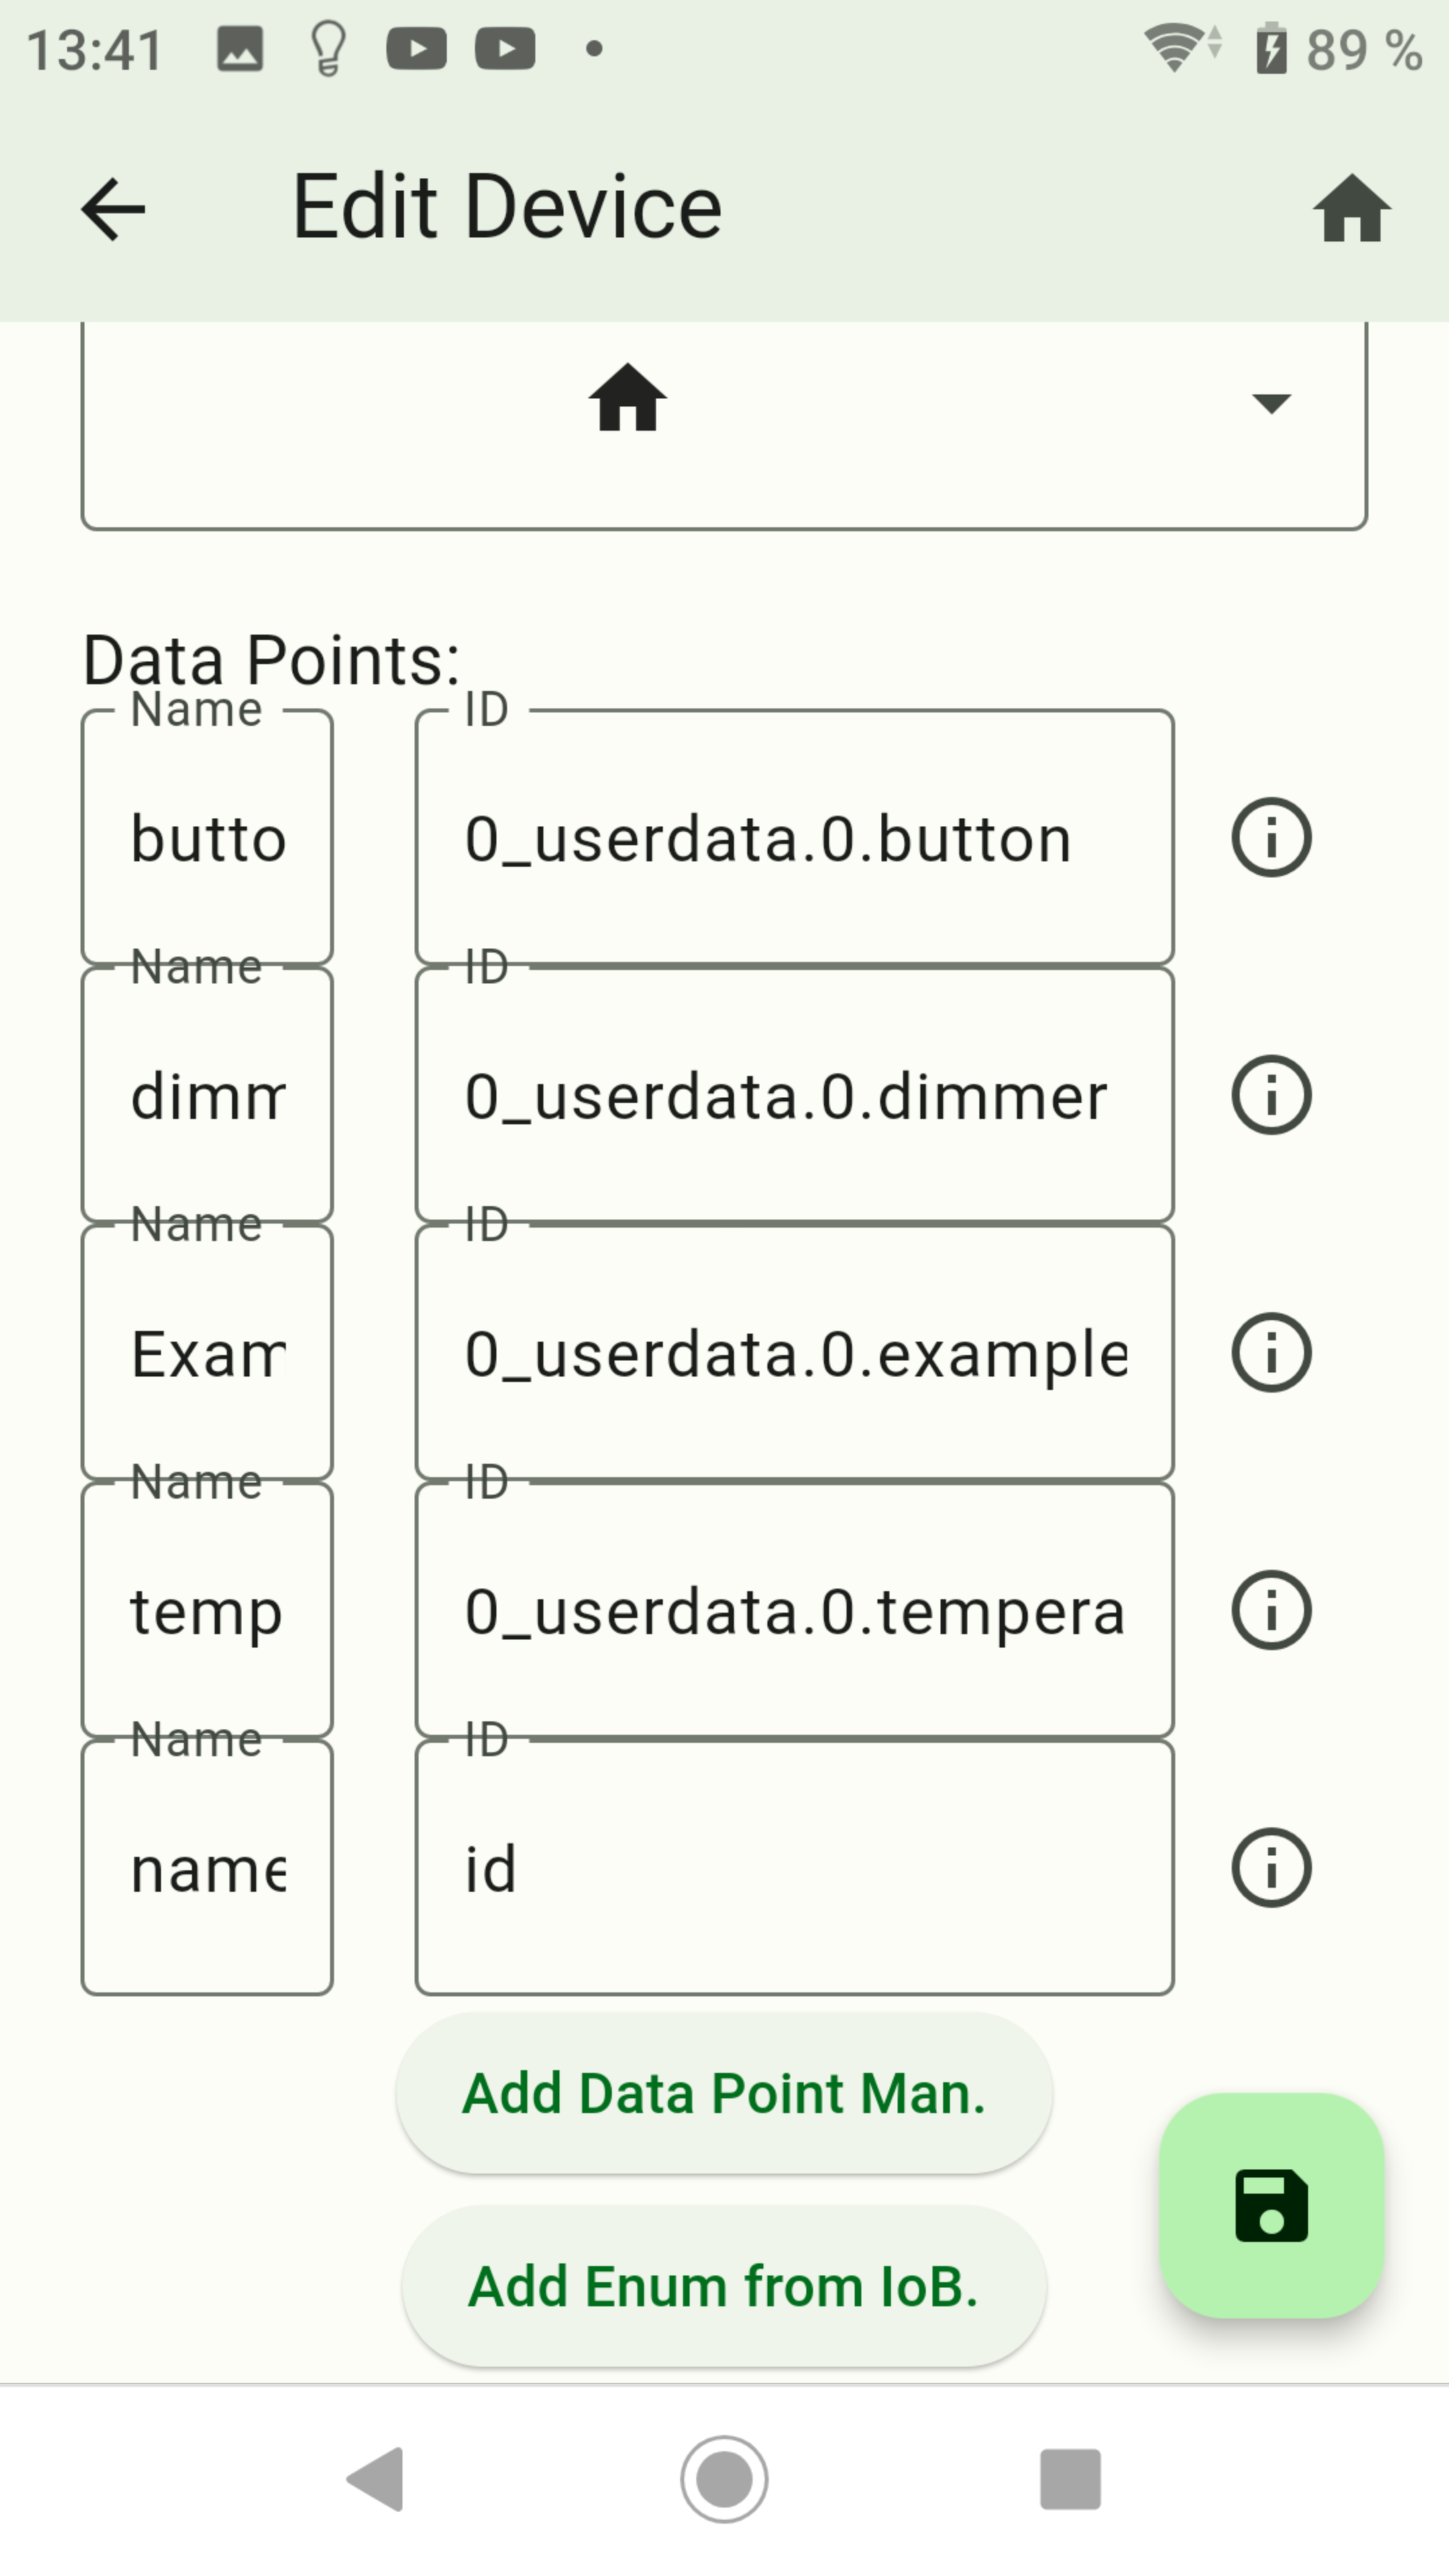 13:41 89 %
Edit Device
Data Points:
Name ID
butto 0_userdata.0.button
Name ID
dimm 0_userdata.0.dimmer
Name ID
Exam 0_userdata.0.example
Name ID
temp 0_userdata.0.tempera
Name ID
name id
Add Data Point Man.
Add Enum from IoB.